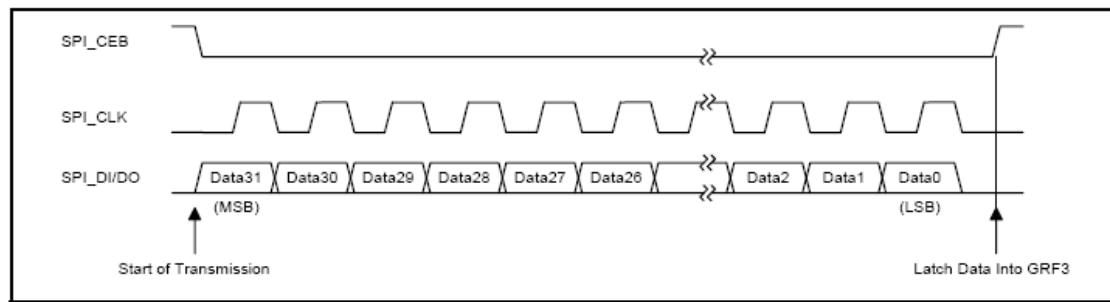 SPI_CEB
SPI_CLK
SPI_DI/DO
Data31 Data30 Data29 Data28 Data27 Data26 Data2 Data1 Data0
(MSB) (LSB)
Start of Transmission Latch Data Into GRF3